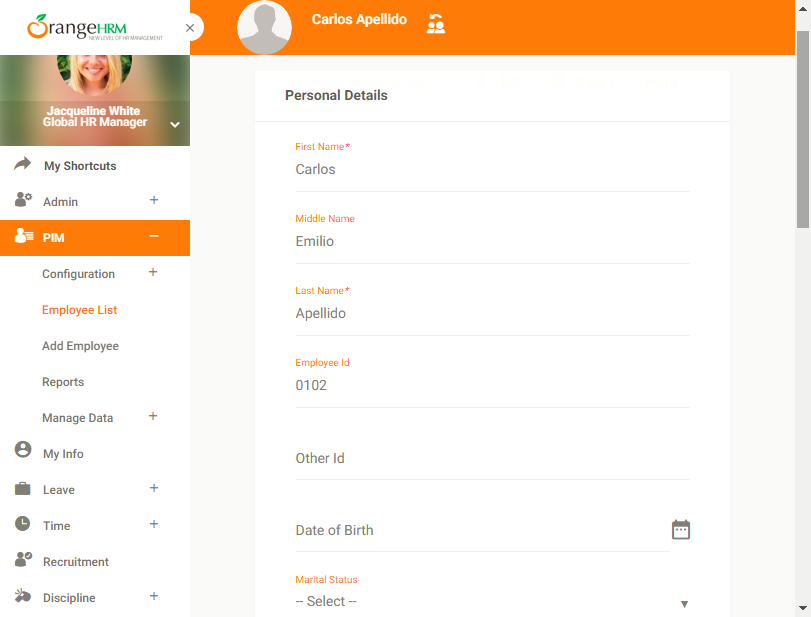 OrangeHRM
NEW LEVEL OF HR MANAGEMENT
Carlos Apellido
Jacqueline White
Global HR Manager
My Shortcuts
Admin
PIM
Configuration
Employee List
Add Employee
Reports
Manage Data
My Info
Leave
Time
Recruitment
Discipline
Personal Details
First Name*
Carlos
Middle Name
Emilio
Last Name*
Apellido
Employee Id
0102
Other Id
Date of Birth
Marital Status
-- Select --